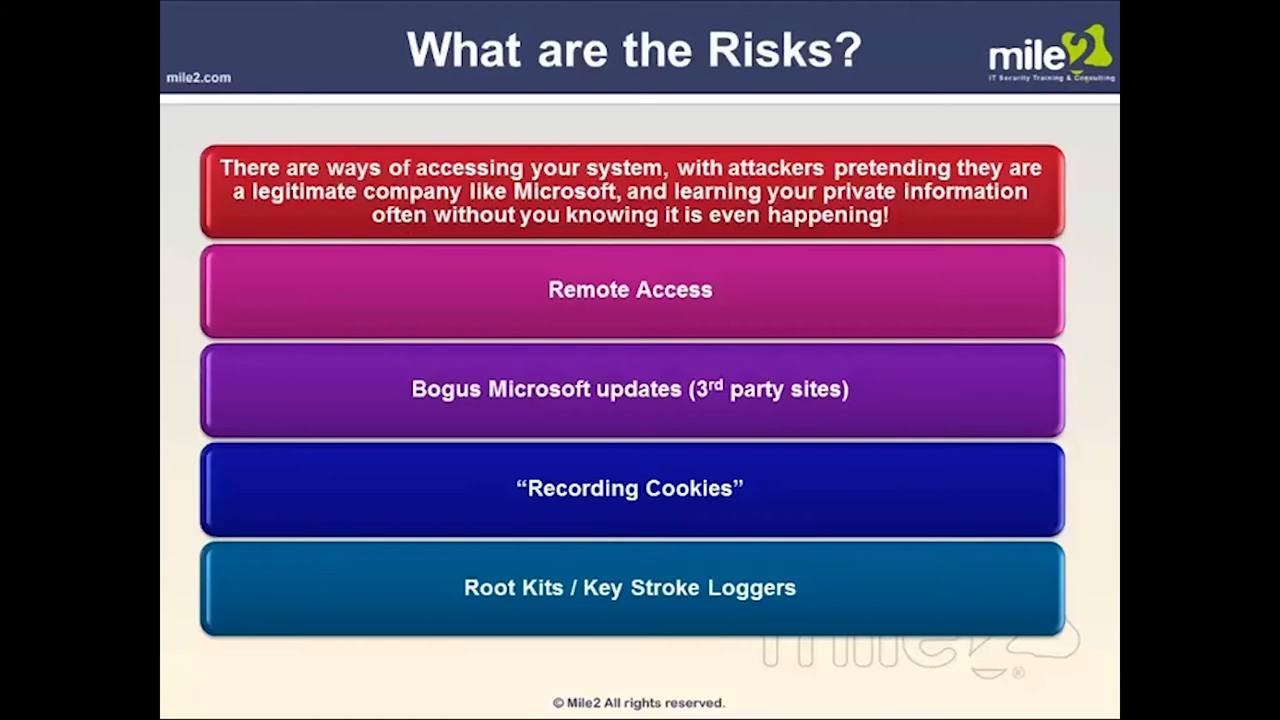 What are the Risks?
mile2.com
mile2
IT Security Training & Consulting
There are ways of accessing your system, with attackers pretending they are
a legitimate company like Microsoft, and learning your private information
often without you knowing it is even happening!
Remote Access
Bogus Microsoft updates (3rd party sites)
“Recording Cookies”
Root Kits / Key Stroke Loggers
mile2
®
© Mile2 All rights reserved.